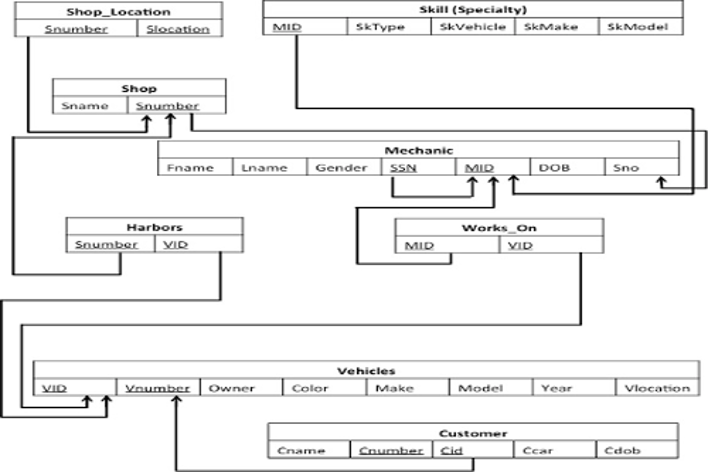 Shop_Location
Snumber Slocation
Skill (Specialty)
MID SkType SkVehicle SkMake SkModel
Shop
Sname Snumber
Mechanic
Fname Lname Gender SSN MID DOB Sno
Harbors
Snumber VID
Works_On
MID VID
Vehicles
VID Vnumber Owner Color Make Model Year Vlocation
Customer
Cname Cnumber Cid Ccar Cdob